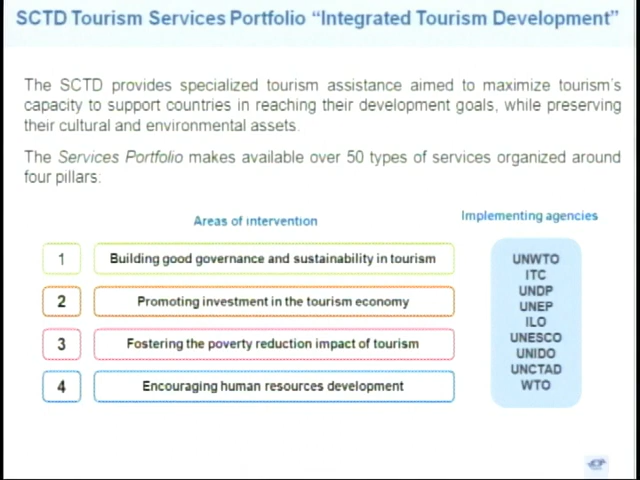 SCTD Tourism Services Portfolio “Integrated Tourism Development”
The SCTD provides specialized tourism assistance aimed to maximize tourism’s
capacity to support countries in reaching their development goals, while preserving
their cultural and environmental assets.
The Services Portfolio makes available over 50 types of services organized around
four pillars:
Areas of intervention
Implementing agencies
1 Building good governance and sustainability in tourism
2 Promoting investment in the tourism economy
3 Fostering the poverty reduction impact of tourism
4 Encouraging human resources development
UNWTO
ITC
UNDP
UNEP
ILO
UNESCO
UNIDO
UNCTAD
WTO